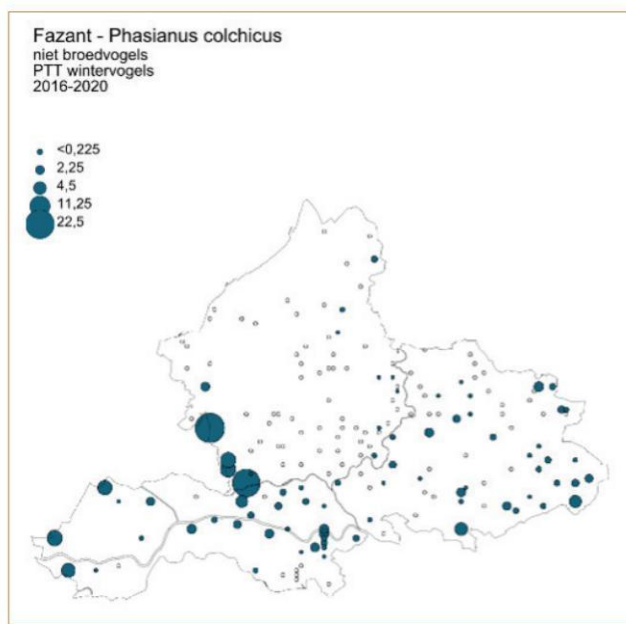 Fazant - Phasianus colchicus
niet broedvogels
PTT wintervogels
2016-2020
<0,225
2,25
4,5
11,25
22,5